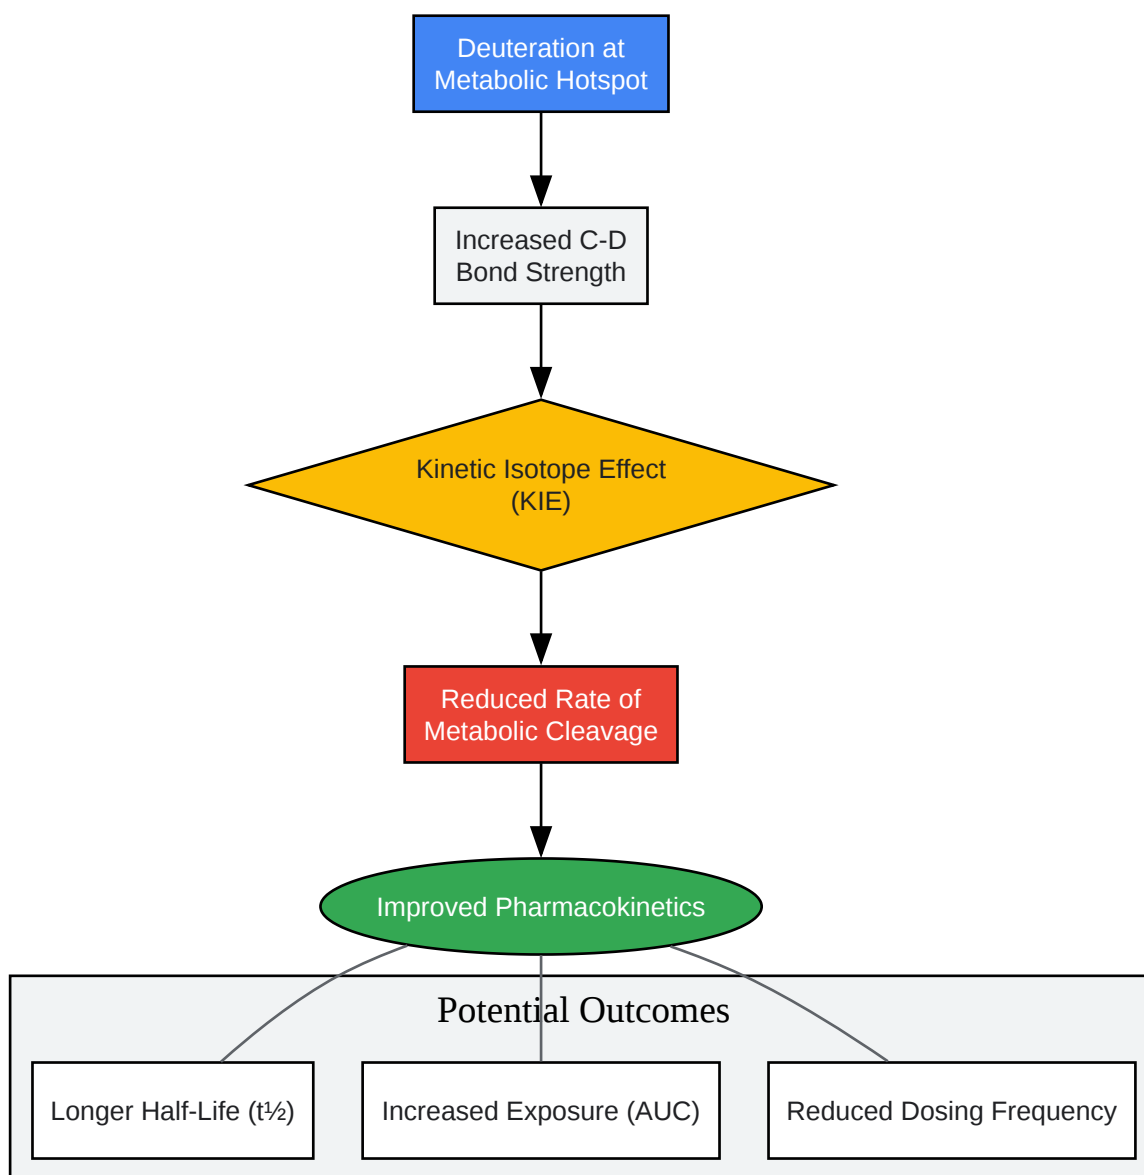 Deuteration at
Metabolic Hotspot
Increased C-D
Bond Strength
Kinetic Isotope Effect
(KIE)
Reduced Rate of
Metabolic Cleavage
Improved Pharmacokinetics
Potential Outcomes
Longer Half-Life (t½)
Increased Exposure (AUC)
Reduced Dosing Frequency